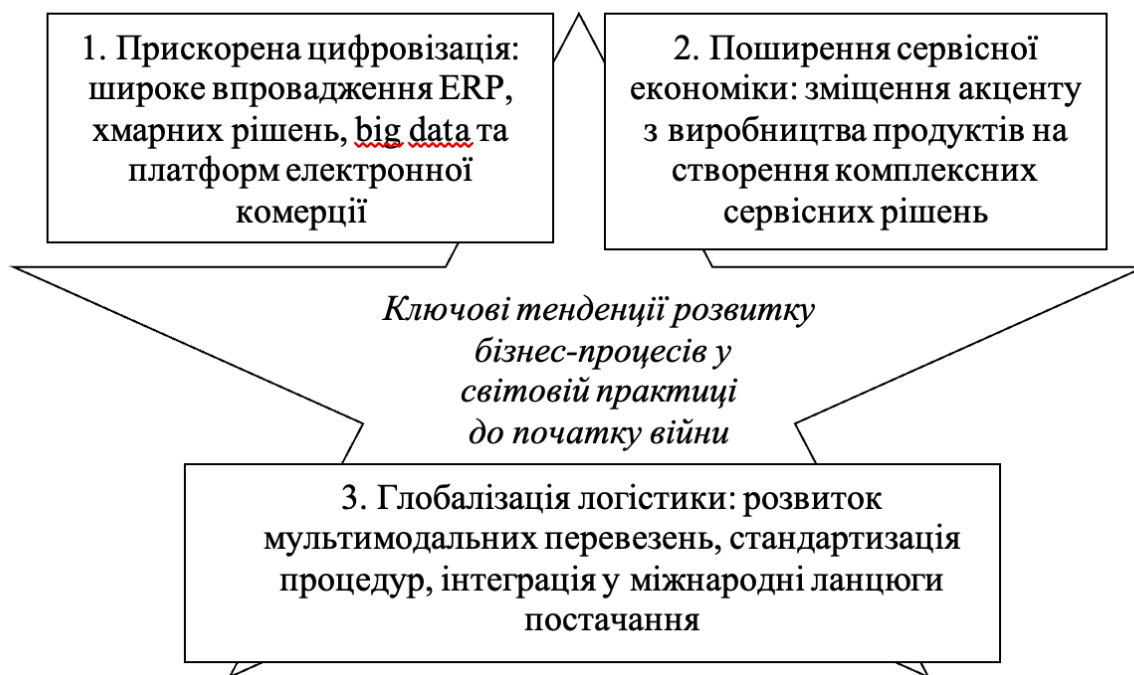 1. Прискорена цифровізація:
широке впровадження ERP,
хмарних рішень, big data та
платформ електронної
комерції
2. Поширення сервісної
економіки: зміщення акценту
з виробництва продуктів на
створення комплексних
сервісних рішень
Ключові тенденції розвитку
бізнес-процесів у
світовій практиці
до початку війни
3. Глобалізація логістики: розвиток
мультимодальних перевезень, стандартизація
процедур, інтеграція у міжнародні ланцюги
постачання